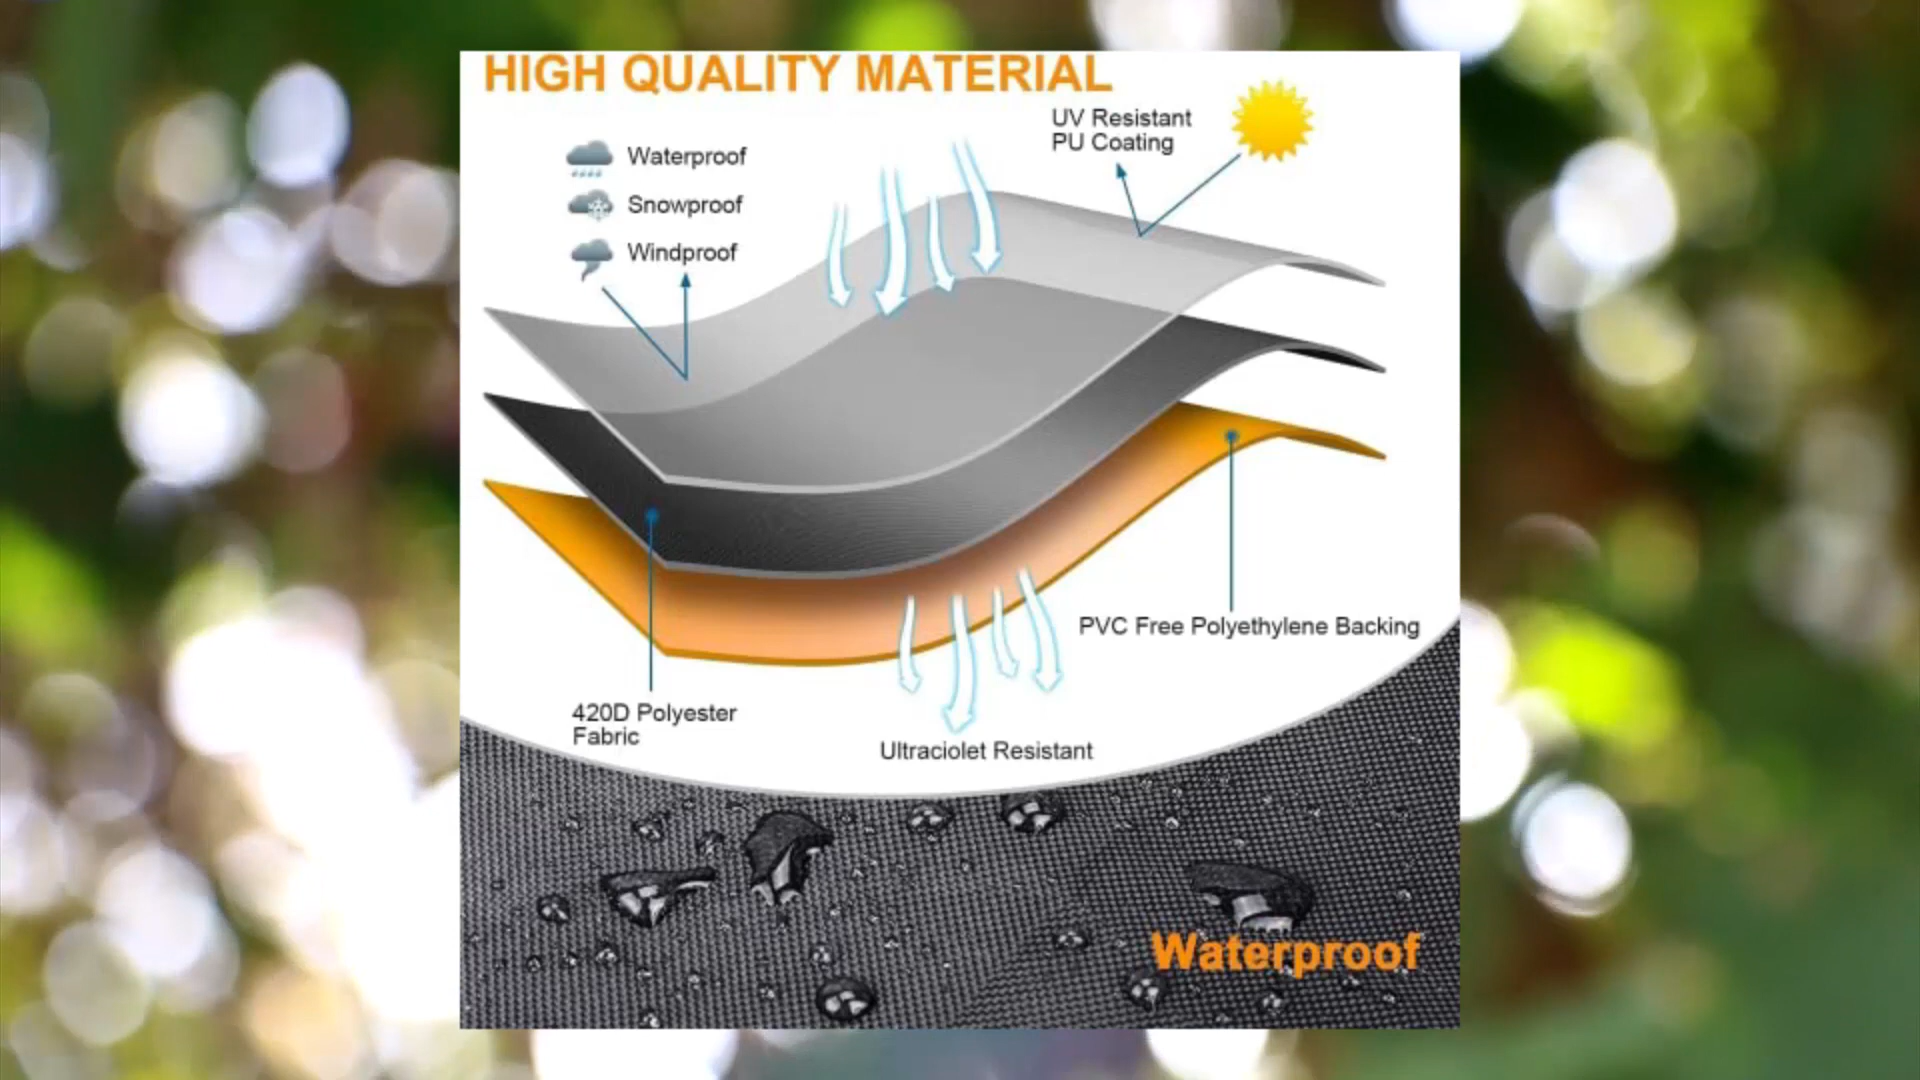 HIGH QUALITY MATERIAL
UV Resistant
PU Coating
Waterproof
Snowproof
Windproof
PVC Free Polyethylene Backing
420D Polyester
Fabric
Ultraciolet Resistant
Waterproof